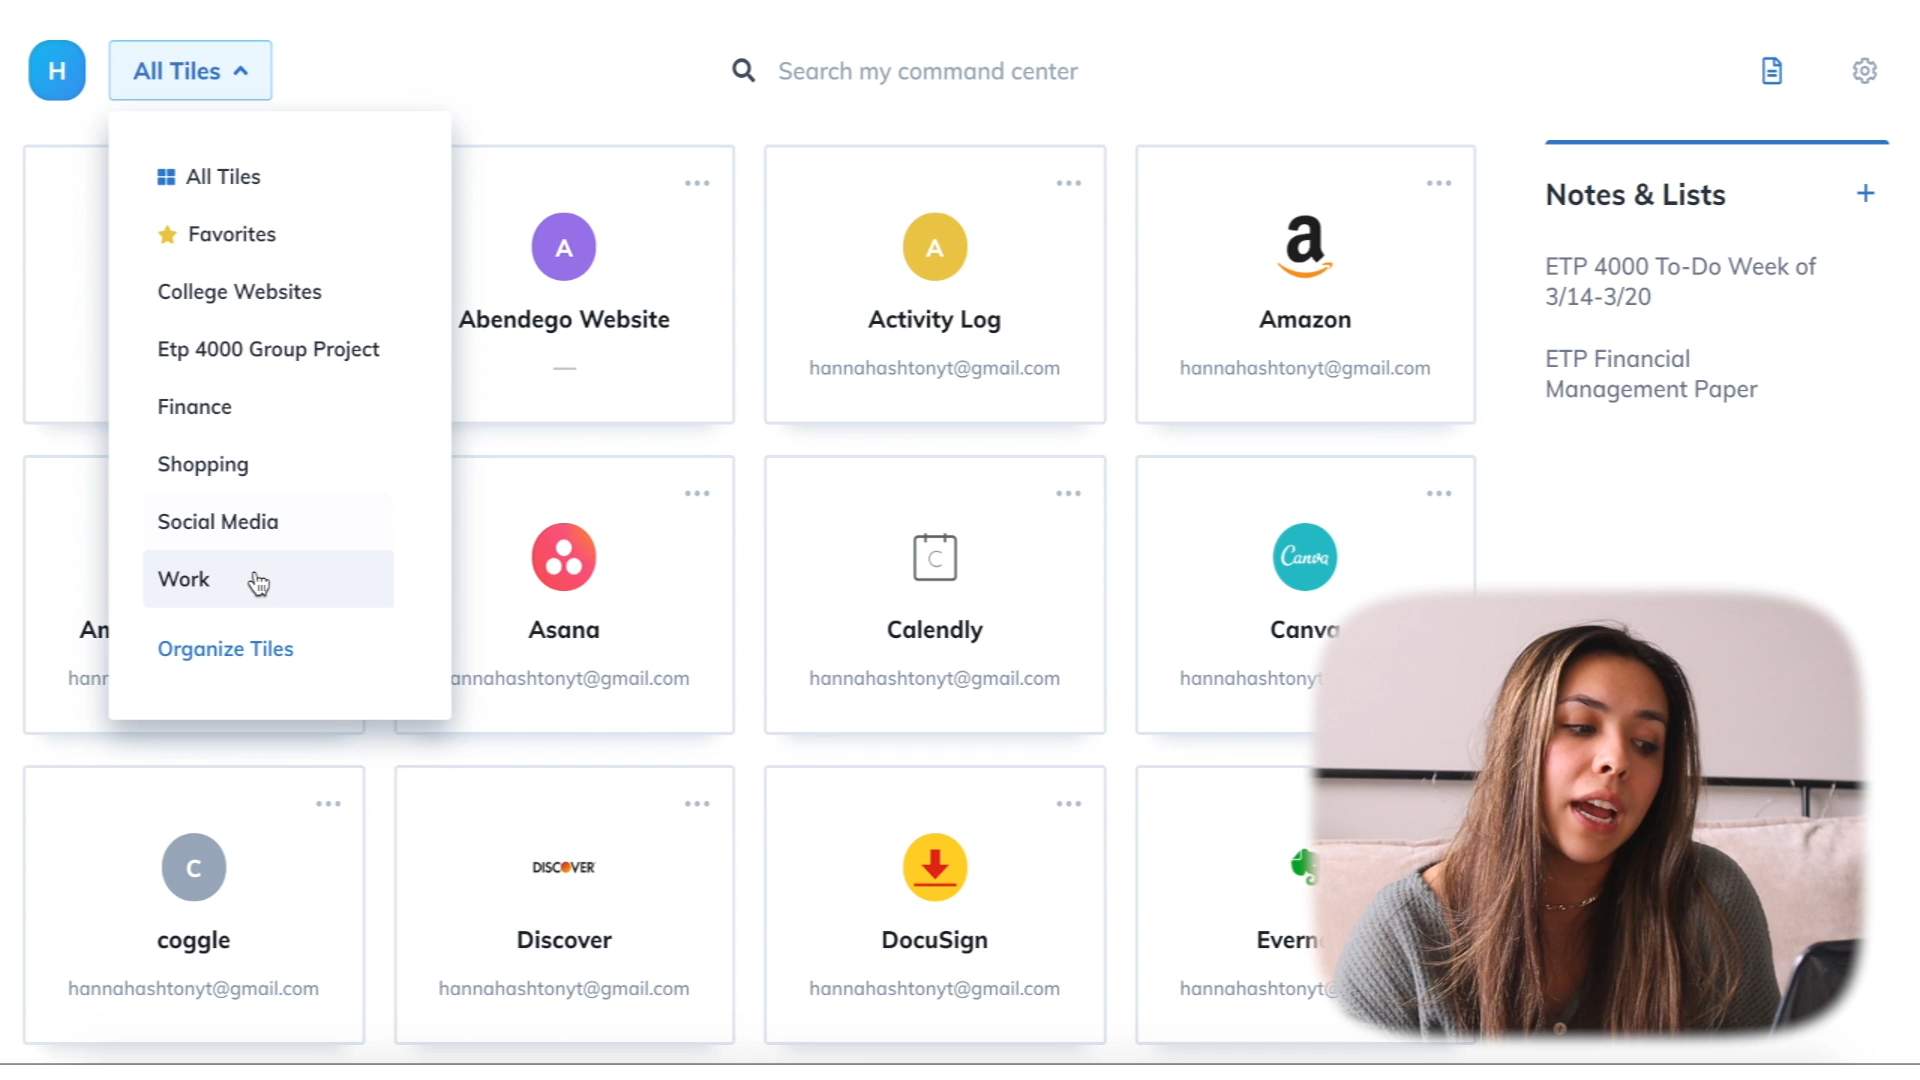 H
All Tiles
Search my command center
All Tiles
Favorites
College Websites
Etp 4000 Group Project
Finance
Shopping
Social Media
Work
Organize Tiles
A
Abendego Website
—
A
Activity Log
hannahashtonyt@gmail.com
a
Amazon
hannahashtonyt@gmail.com
An
hanr
Asana
annahashtonyt@gmail.com
C
Calendly
hannahashtonyt@gmail.com
Canva
Canva
hannahashtonyt
C
coggle
hannahashtonyt@gmail.com
DISCOVER
Discover
hannahashtonyt@gmail.com
DocuSign
hannahashtonyt@gmail.com
Evern
hannahashtonyt@
Notes & Lists
+
ETP 4000 To-Do Week of
3/14-3/20
ETP Financial
Management Paper